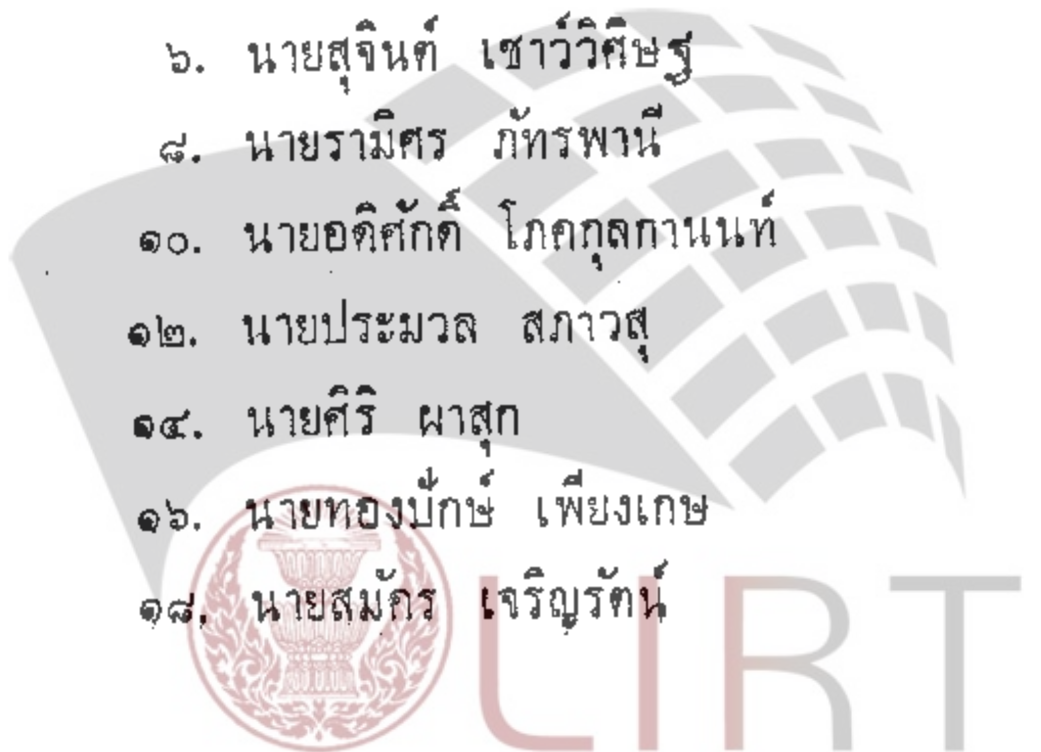 ๖. นายสุจินต์ เชาว์วิศิษฐ
๘. นายรามิศร ภัทรพานี
๑๐. นายอดิศักดิ์ โภคกุลกานนท์
๑๒. นายประมวล สภาวสุ
๑๔. นายศิริ ผาสุก
๑๖. นายทองปักษ์ เพียงเกษ
๑๘. นายสมัคร เจริญรัตน์
LIRT